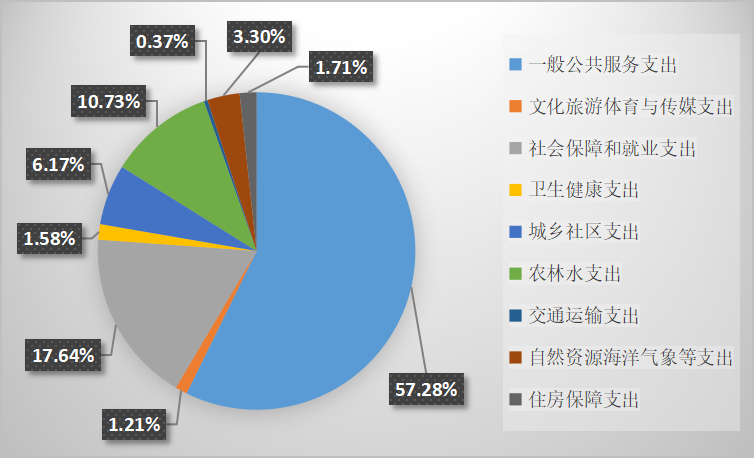 0.37%
3.30%
1.71%
10.73%
6.17%
1.58%
17.64%
1.21%
57.28%
一般公共服务支出
文化旅游体育与传媒支出
社会保障和就业支出
卫生健康支出
城乡社区支出
农林水支出
交通运输支出
自然资源海洋气象等支出
住房保障支出